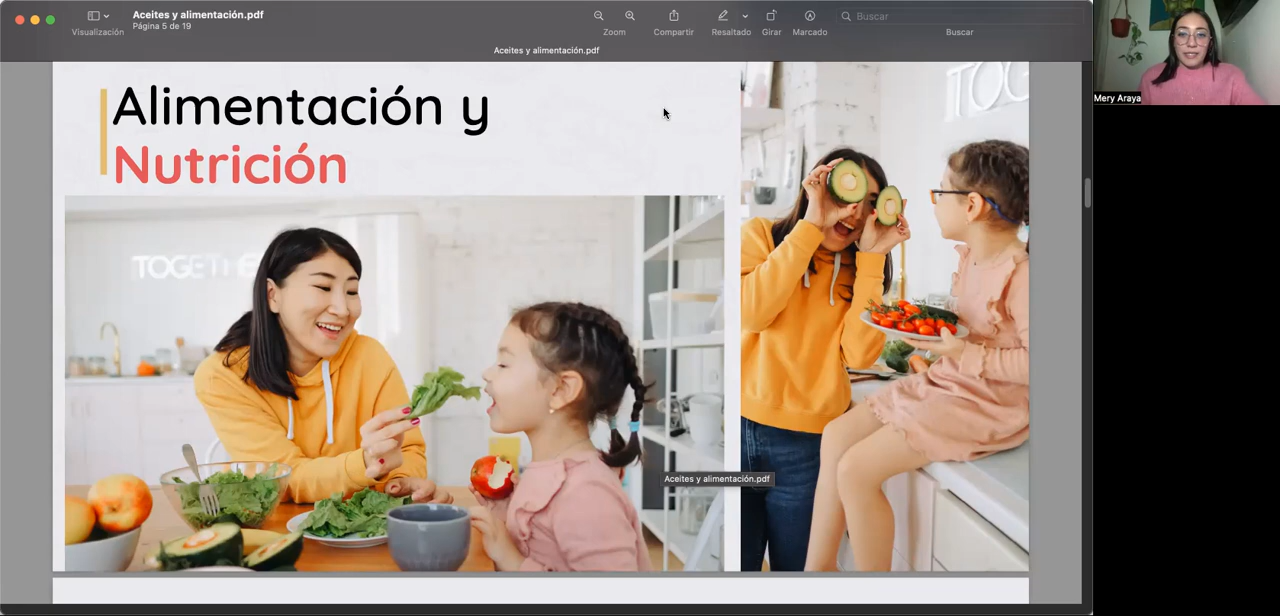 Aceites y alimentación.pdf
Página 5 de 19
Visualización
Zoom
Compartir
Resaltado
Girar
Marcado
Buscar
Buscar
Aceites y alimentación.pdf
Alimentación y
Nutrición
TOGETHE
TOG
Aceites y alimentación.pdf
Mery Araya